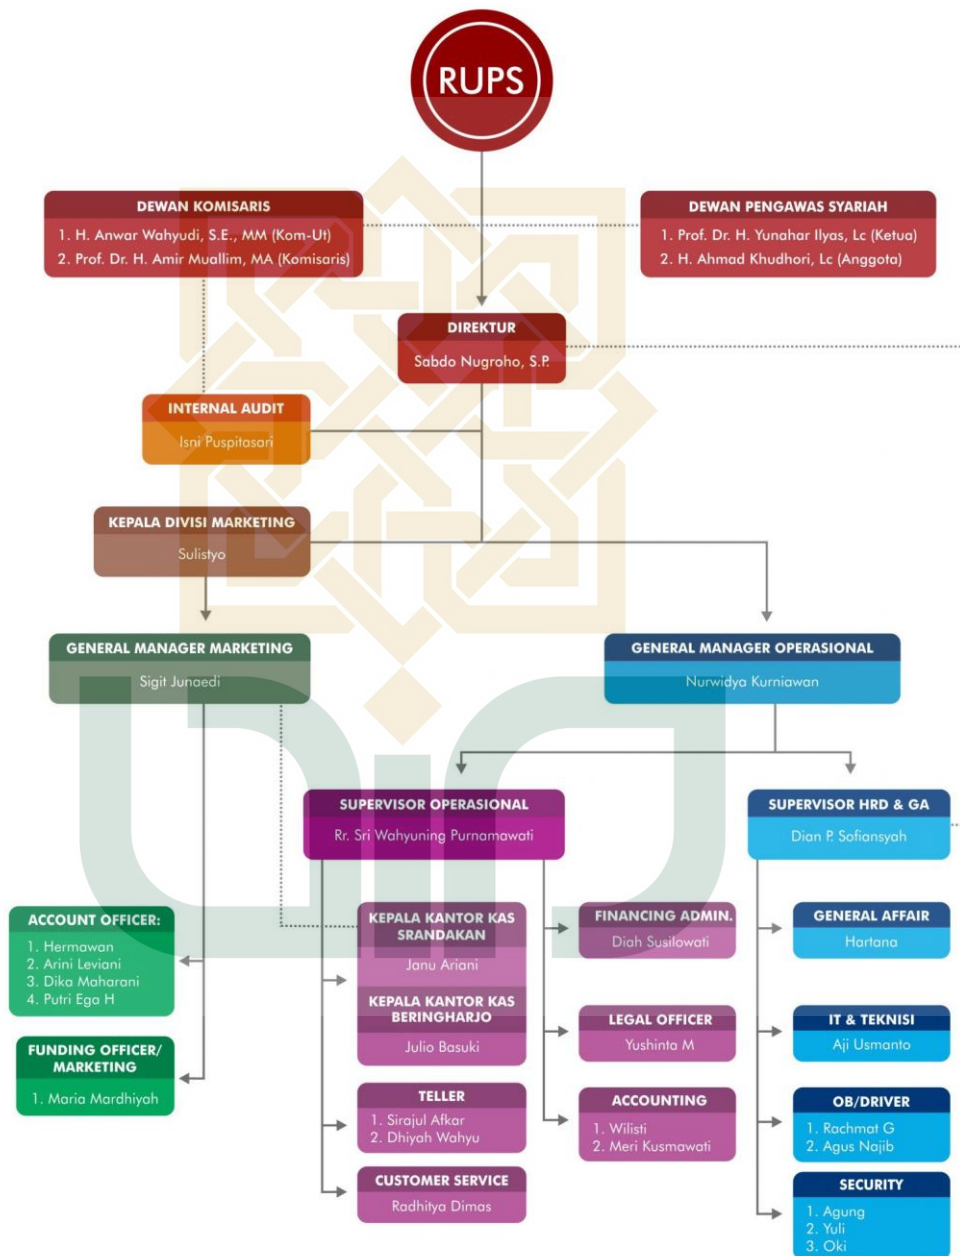 RUPS
DEWAN KOMISARIS
1. H. Anwar Wahyudi, S.E., MM (Kom-Ut)
2. Prof. Dr. H. Amir Muallim, MA (Komisaris)
DEWAN PENGAWAS SYARIAH
1. Prof. Dr. H. Yunahar Ilyas, Lc (Ketua)
2. H. Ahmad Khudhori, Lc (Anggota)
DIREKTUR
Sabdo Nugroho, S.P.
INTERNAL AUDIT
Isni Puspitasari
KEPALA DIVISI MARKETING
Sulistyo
GENERAL MANAGER MARKETING
Sigit Junaedi
GENERAL MANAGER OPERASIONAL
Nurwidya Kurniawan
SUPERVISOR OPERASIONAL
Rr. Sri Wahyuning Purnamawati
SUPERVISOR HRD & GA
Dian P. Sofiansyah
ACCOUNT OFFICER:
1. Hermawan
2. Arini Leviani
3. Dika Maharani
4. Putri Ega H
FUNDING OFFICER/
MARKETING
1. Maria Mardhiyah
KEPALA KANTOR KAS
SRANDAKAN
Janu Ariani
KEPALA KANTOR KAS
BERINGHARJO
Julio Basuki
TELLER
1. Sirajul Afkar
2. Dhiyah Wahyu
CUSTOMER SERVICE
Radhitya Dimas
FINANCING ADMIN.
Diah Susilowati
LEGAL OFFICER
Yushinta M
ACCOUNTING
1. Wilisti
2. Meri Kusmawati
GENERAL AFFAIR
Hartana
IT & TEKNISI
Aji Usmanto
OB/DRIVER
1. Rachmat G
2. Agus Najib
SECURITY
1. Agung
2. Yuli
3. Oki